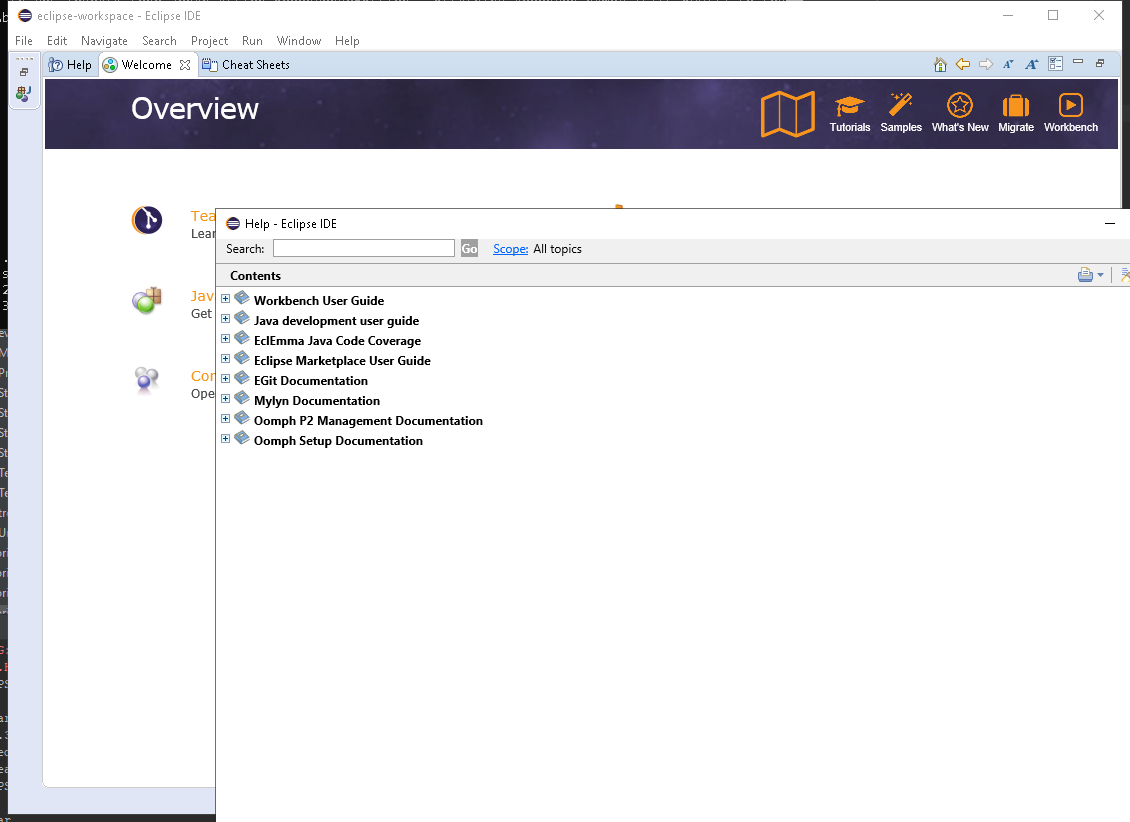 eclipse-workspace - Eclipse IDE
File Edit Navigate Search Project Run Window Help
Help Welcome Cheat Sheets
Overview
Tutorials Samples What's New Migrate Workbench
Tea
Lear
Java
Get
Con
Ope
Help - Eclipse IDE
Search: Go Scope: All topics
Contents
Workbench User Guide
Java development user guide
EclEmma Java Code Coverage
Eclipse Marketplace User Guide
EGit Documentation
Mylyn Documentation
Oomph P2 Management Documentation
Oomph Setup Documentation